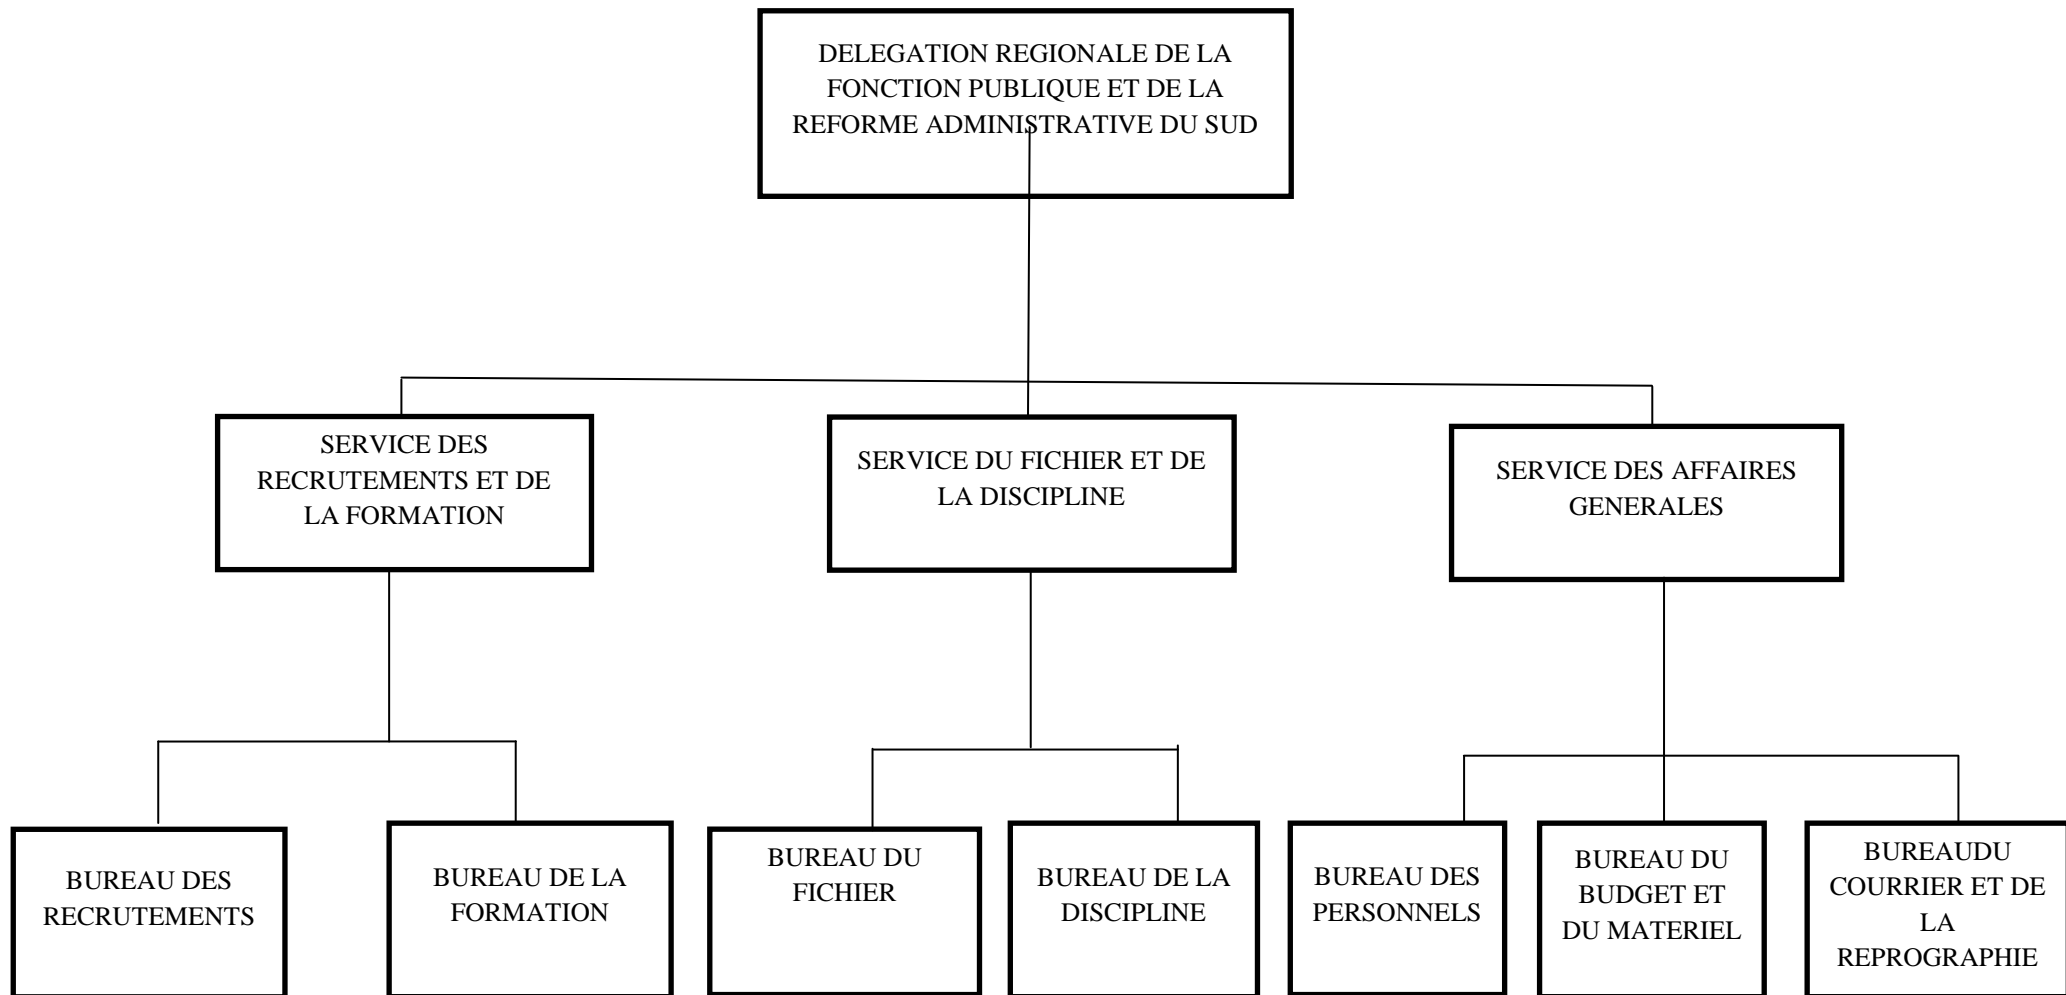 DELEGATION REGIONALE DE LA
FONCTION PUBLIQUE ET DE LA
REFORME ADMINISTRATIVE DU SUD
SERVICE DES
RECRUTEMENTS ET DE
LA FORMATION
SERVICE DU FICHIER ET DE
LA DISCIPLINE
SERVICE DES AFFAIRES
GENERALES
BUREAU DES
RECRUTEMENTS
BUREAU DE LA
FORMATION
BUREAU DU
FICHIER
BUREAU DE LA
DISCIPLINE
BUREAU DES
PERSONNELS
BUREAU DU
BUDGET ET
DU MATERIEL
BUREAUDU
COURRIER ET DE
LA
REPROGRAPHIE